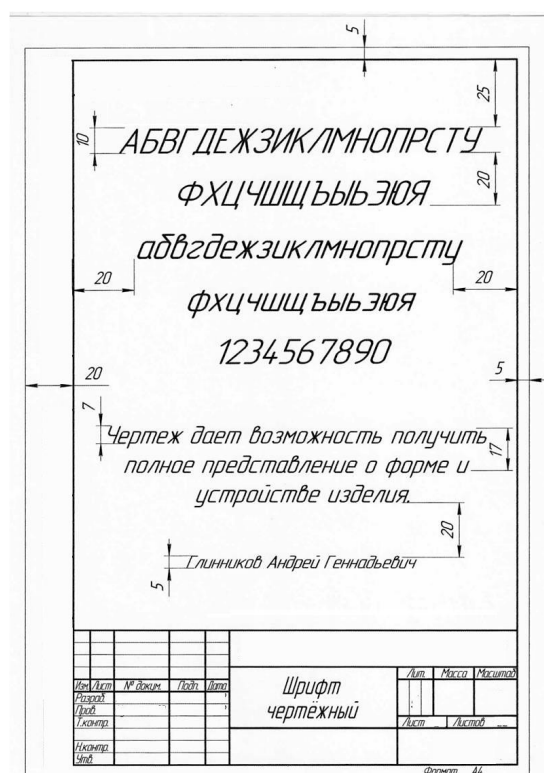 5
25
10
АБВГДЕЖЗИКЛМНОПРСТУ
20
ФХЦЧШЩЪЫЬЭЮЯ
абвгдежзиклмнопрсту
20
20
фхцчшщъыьэюя
1234567890
20
5
7
Чертеж дает возможность получить
17
полное представление о форме и
устройстве изделия.
20
Глинников Андрей Геннадьевич
5
Изм. Лист № докум. Подп. Дата
Разраб.
Пров.
Т.контр.
Н.контр.
Утв.
Шрифт
чертёжный
Лит. Масса Масштаб
Лист Листов
Формат А4